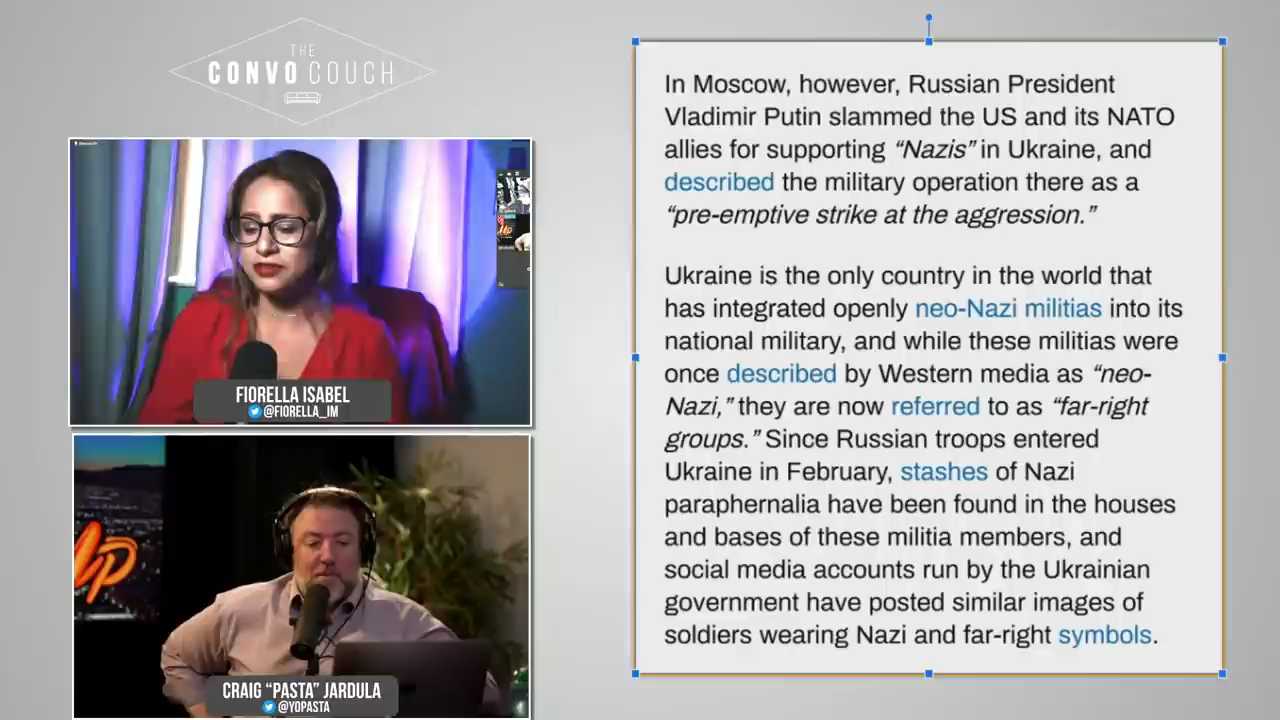 THE
CONVO COUCH
FIORELLA ISABEL
@FIORELLA_IM
CRAIG “PASTA” JARDULA
@YOPASTA
In Moscow, however, Russian President
Vladimir Putin slammed the US and its NATO
allies for supporting “Nazis” in Ukraine, and
described the military operation there as a
“pre-emptive strike at the aggression.”
Ukraine is the only country in the world that
has integrated openly neo-Nazi militias into its
national military, and while these militias were
once described by Western media as “neo-
Nazi,” they are now referred to as “far-right
groups.” Since Russian troops entered
Ukraine in February, stashes of Nazi
paraphernalia have been found in the houses
and bases of these militia members, and
social media accounts run by the Ukrainian
government have posted similar images of
soldiers wearing Nazi and far-right symbols.